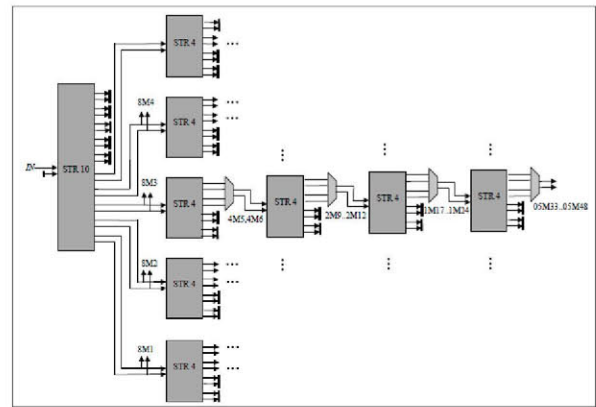 STR 4
...
...
8M4
STR 4
...
...
IN
STR 10
8M3
STR 4
4M5,4M6
STR 4
2M9..2M12
STR 4
1M17..1M24
STR 4
05M33..05M48
8M2
STR 4
...
...
8M1
STR 4
...
...